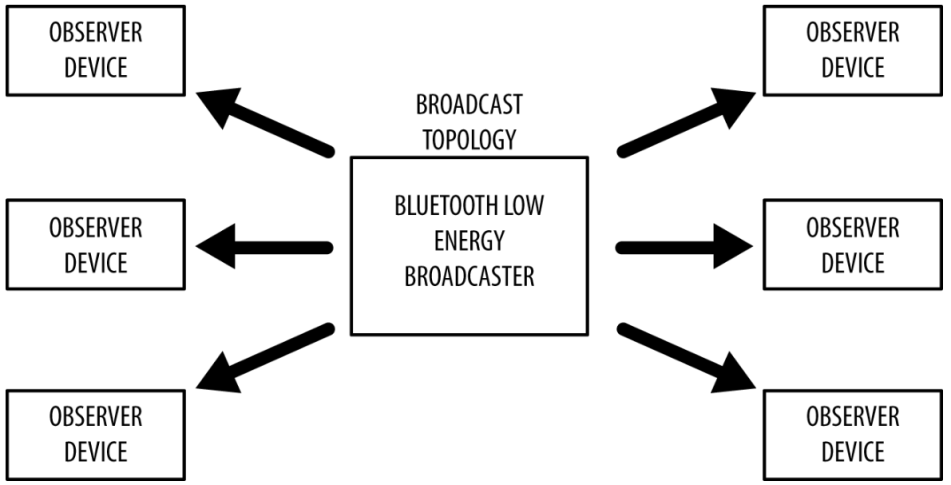 OBSERVER
DEVICE
OBSERVER
DEVICE
BROADCAST
TOPOLOGY
BLUETOOTH LOW
ENERGY
BROADCASTER
OBSERVER
DEVICE
OBSERVER
DEVICE
OBSERVER
DEVICE
OBSERVER
DEVICE